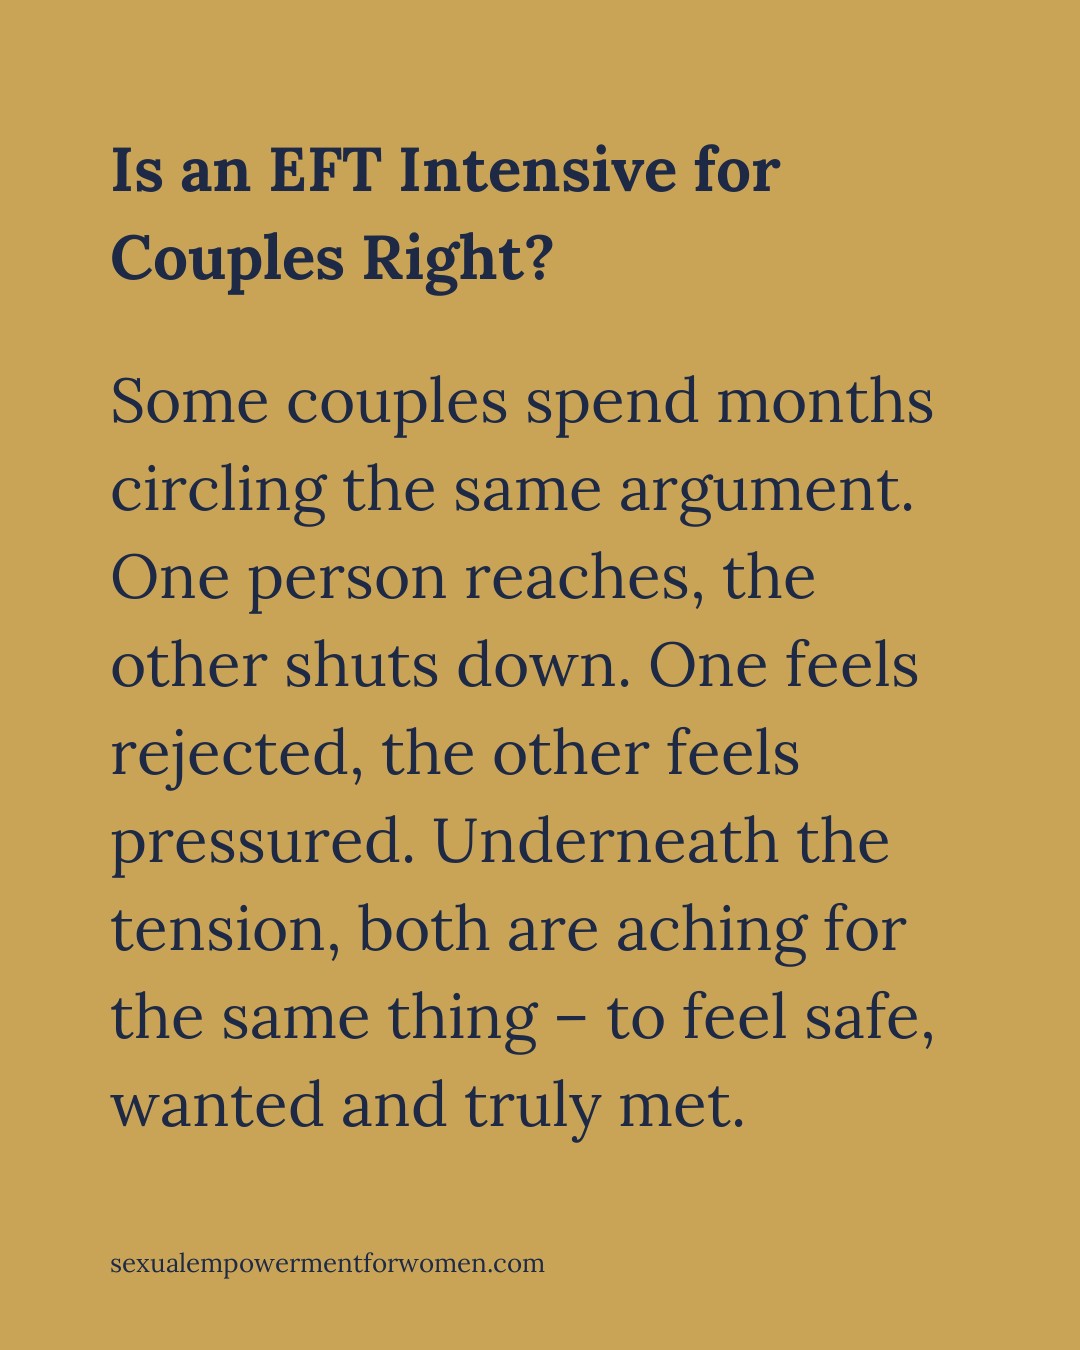 Is an EFT Intensive for
Couples Right?
Some couples spend months
circling the same argument.
One person reaches, the
other shuts down. One feels
rejected, the other feels
pressured. Underneath the
tension, both are aching for
the same thing – to feel safe,
wanted and truly met.
sexualempowermentforwomen.com